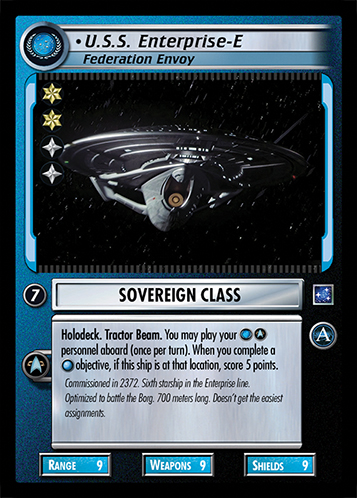 • U.S.S. Enterprise-E
Federation Envoy
7
SOVEREIGN CLASS
A
Holodeck. Tractor Beam. You may play your
personnel aboard (once per turn). When you complete a
objective, if this ship is at that location, score 5 points.
Commissioned in 2372. Sixth starship in the Enterprise line.
Optimized to battle the Borg. 700 meters long. Doesn't get the easiest
assignments.
RANGE 9
WEAPONS 9
SHIELDS 9